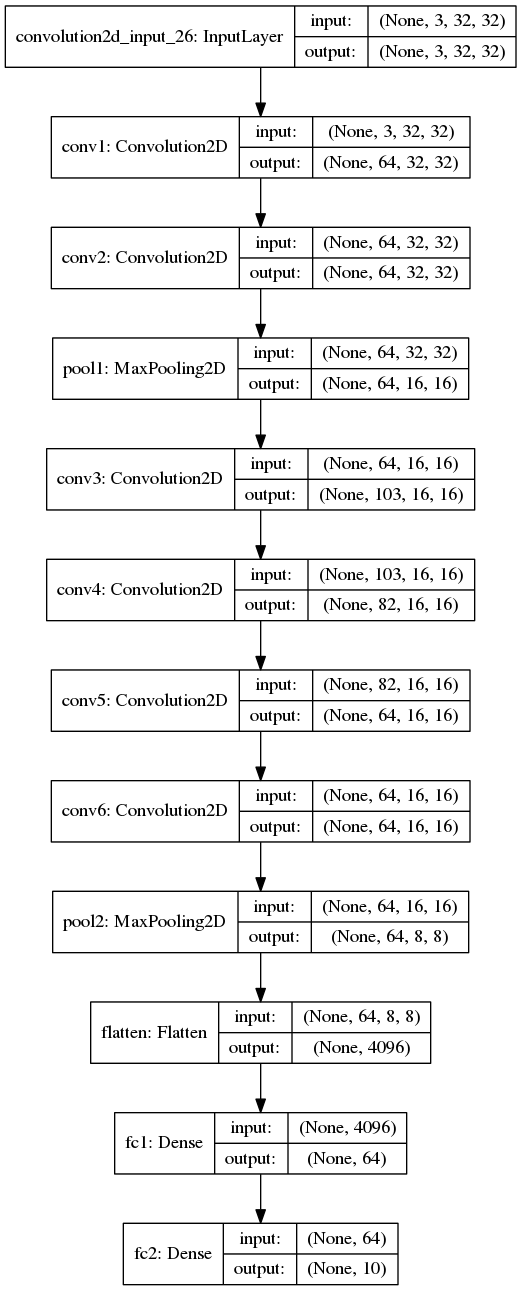 convolution2d_input_26: InputLayer
input: (None, 3, 32, 32)
output: (None, 3, 32, 32)
conv1: Convolution2D
input: (None, 3, 32, 32)
output: (None, 64, 32, 32)
conv2: Convolution2D
input: (None, 64, 32, 32)
output: (None, 64, 32, 32)
pool1: MaxPooling2D
input: (None, 64, 32, 32)
output: (None, 64, 16, 16)
conv3: Convolution2D
input: (None, 64, 16, 16)
output: (None, 103, 16, 16)
conv4: Convolution2D
input: (None, 103, 16, 16)
output: (None, 82, 16, 16)
conv5: Convolution2D
input: (None, 82, 16, 16)
output: (None, 64, 16, 16)
conv6: Convolution2D
input: (None, 64, 16, 16)
output: (None, 64, 16, 16)
pool2: MaxPooling2D
input: (None, 64, 16, 16)
output: (None, 64, 8, 8)
flatten: Flatten
input: (None, 64, 8, 8)
output: (None, 4096)
fc1: Dense
input: (None, 4096)
output: (None, 64)
fc2: Dense
input: (None, 64)
output: (None, 10)